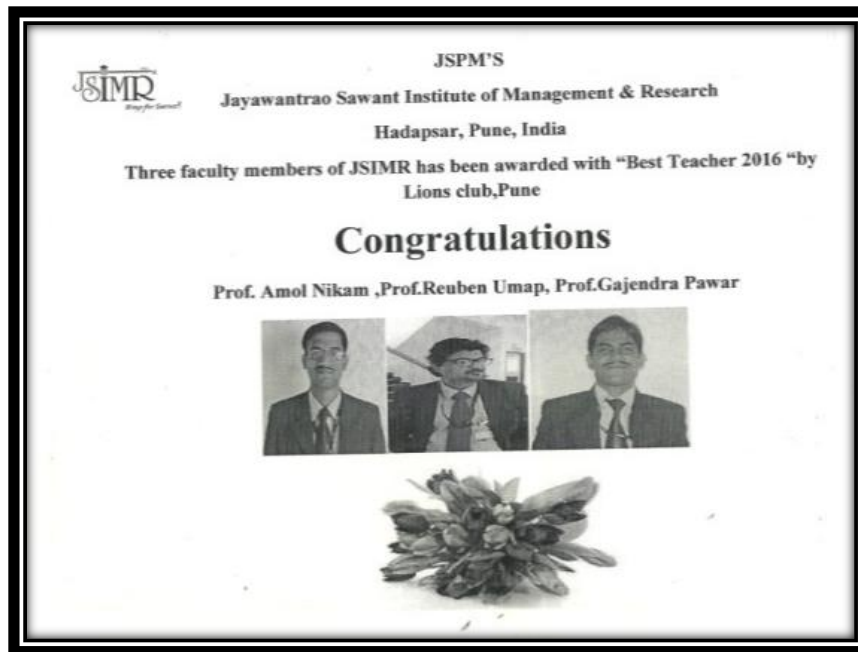 JSIMR
JSPM'S
Jayawantrao Sawant Institute of Management & Research
Hadapsar, Pune, India
Three faculty members of JSIMR has been awarded with “Best Teacher 2016 “by
Lions club,Pune
Congratulations
Prof. Amol Nikam ,Prof.Reuben Umap, Prof.Gajendra Pawar